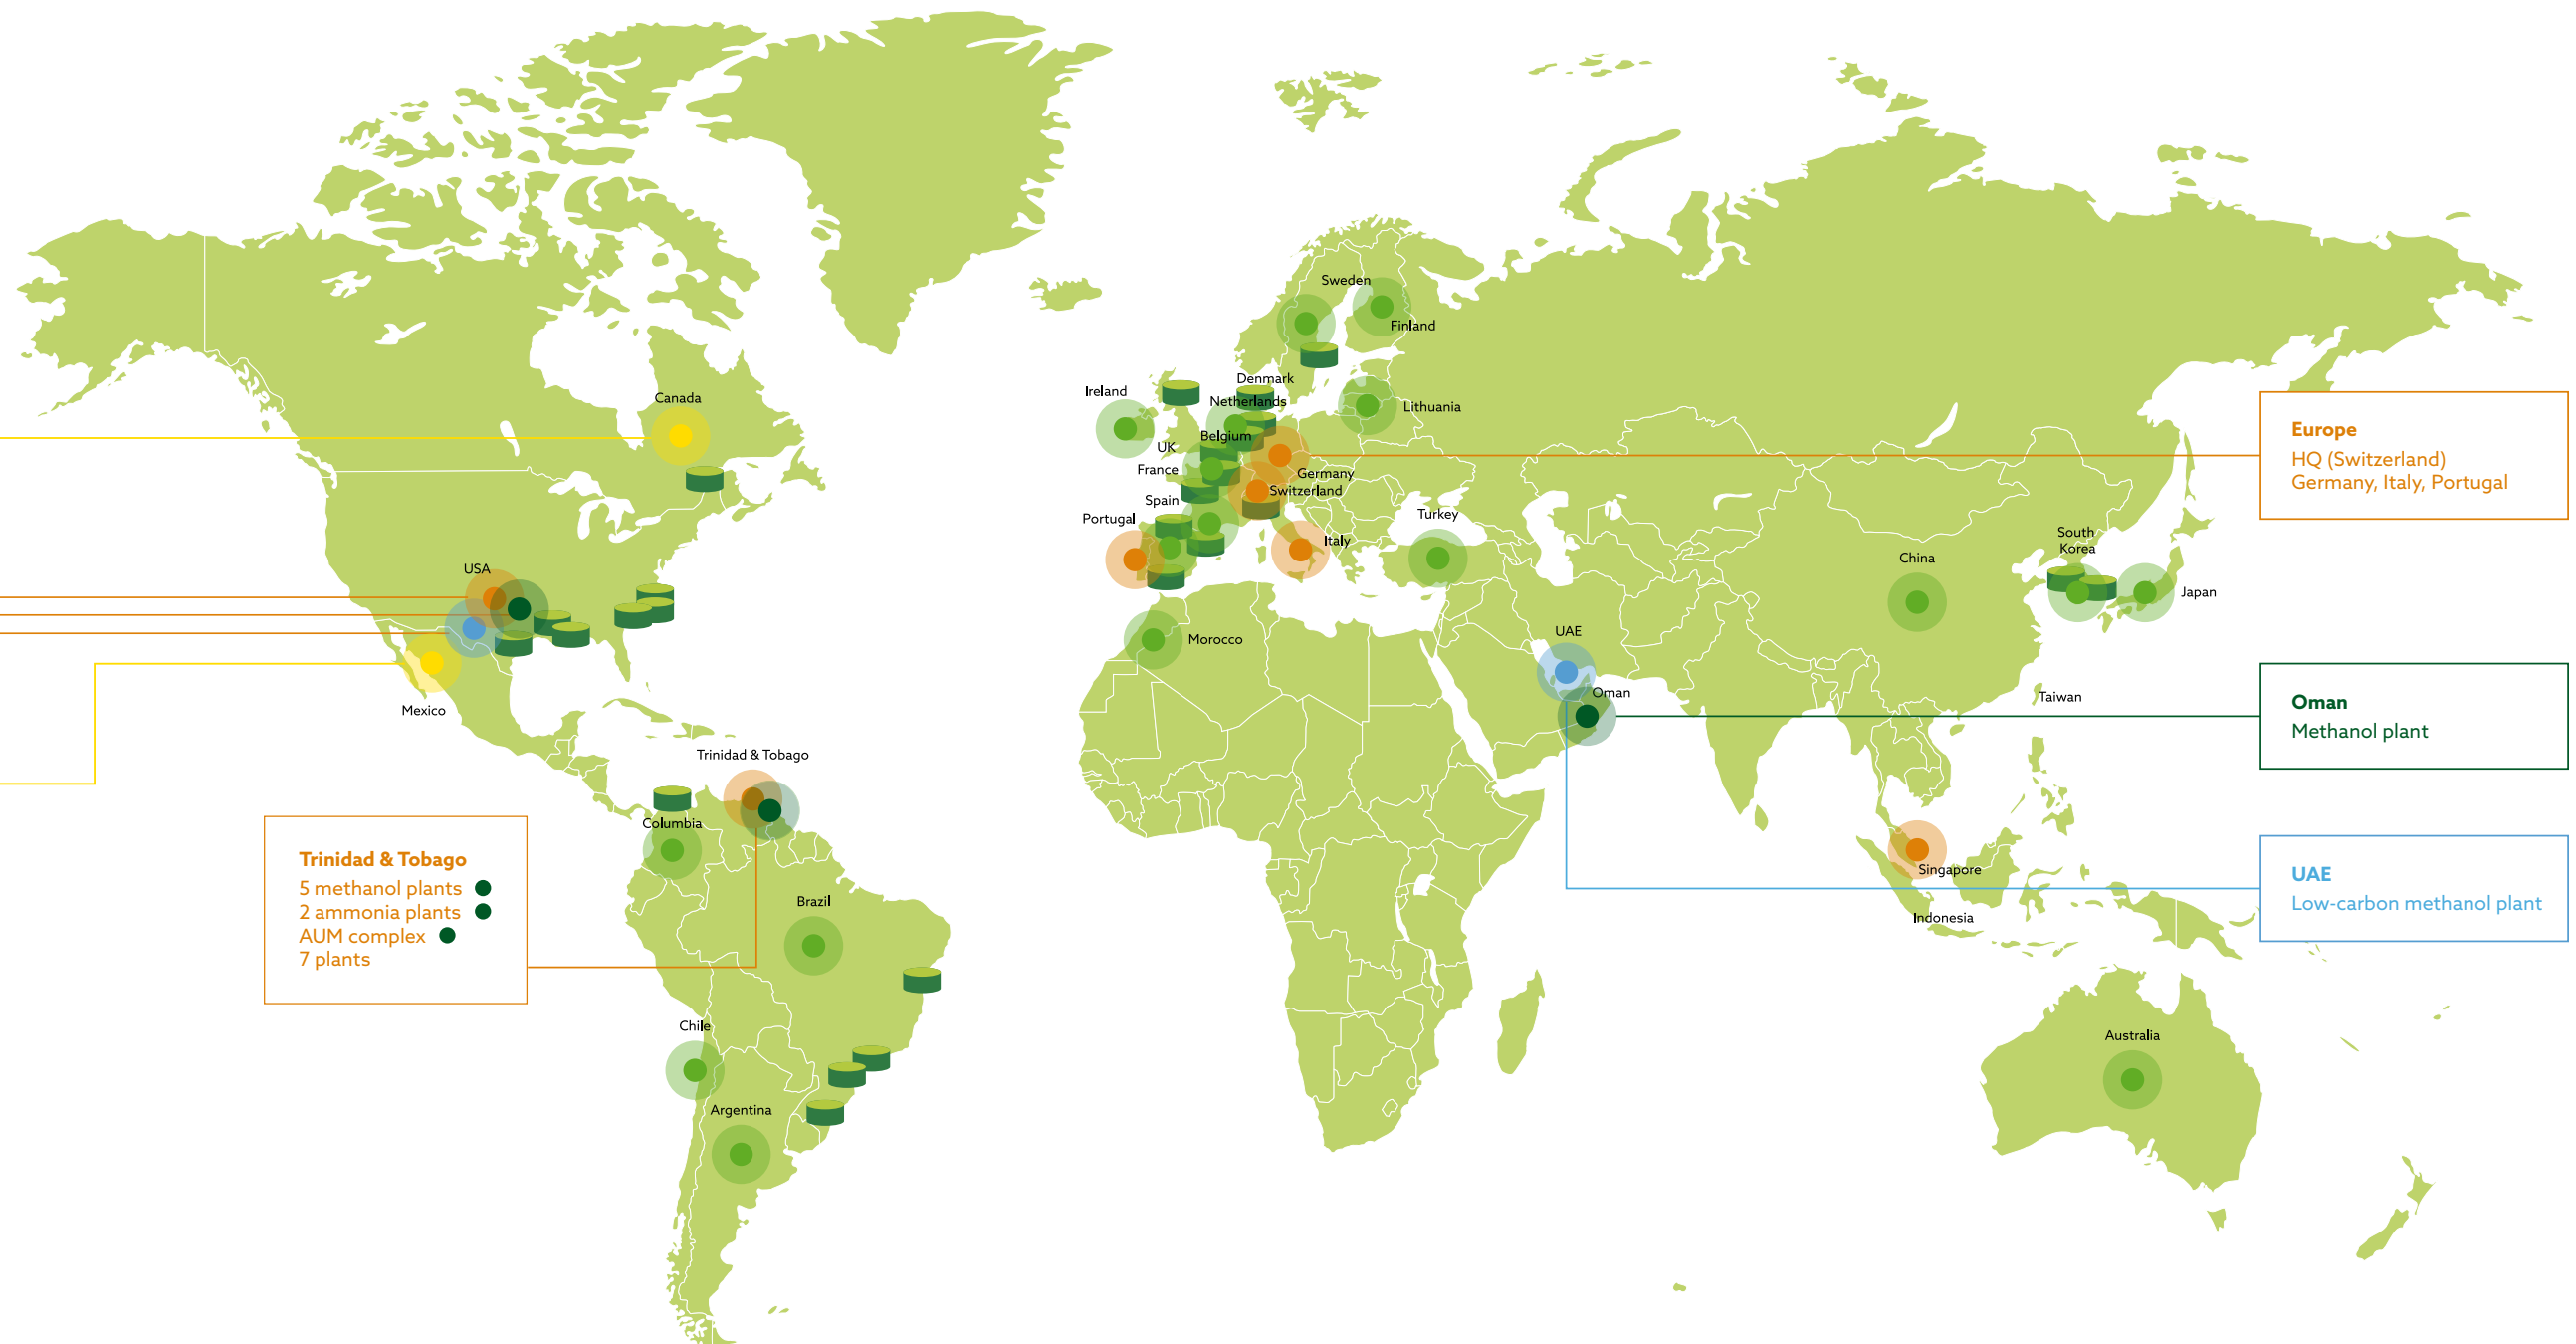 Sweden
Finland
Denmark
Ireland
Canada
Netherlands
Lithuania
Europe
HQ (Switzerland)
Germany, Italy, Portugal
Belgium
UK
France
Germany
Switzerland
Spain
Turkey
Portugal
South
Korea
Italy
China
USA
Japan
UAE
Morocco
Oman
Taiwan
Oman
Methanol plant
Mexico
Trinidad & Tobago
Columbia
Trinidad & Tobago
5 methanol plants
2 ammonia plants
AUM complex
7 plants
Singapore
UAE
Low-carbon methanol plant
Brazil
Indonesia
Chile
Australia
Argentina